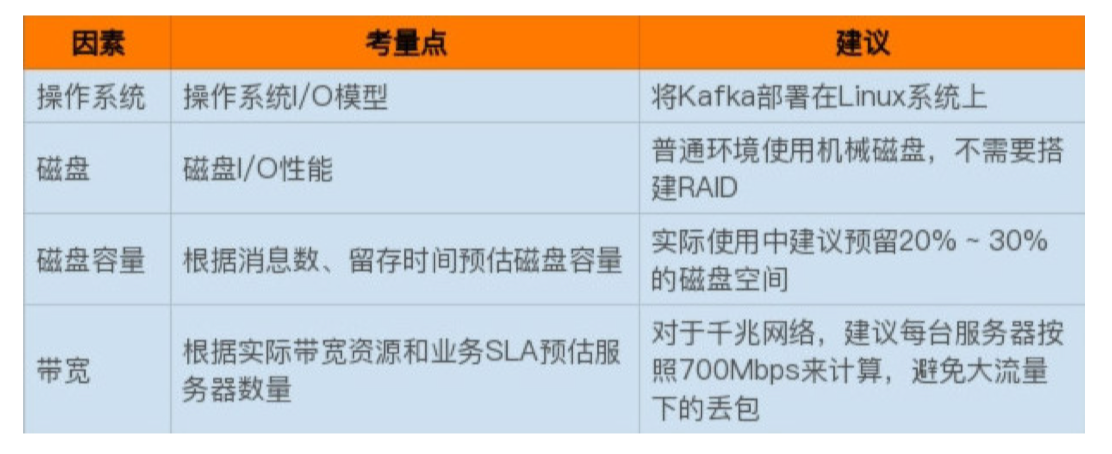 因素 考量点 建议
操作系统 操作系统I/O模型 将Kafka部署在Linux系统上
磁盘 磁盘I/O性能 普通环境使用机械磁盘，不需要搭
建RAID
磁盘容量 根据消息数、留存时间预估磁盘容量 实际使用中建议预留20% ~ 30%
的磁盘空间
带宽 根据实际带宽资源和业务SLA预估服
务器数量
对于千兆网络，建议每台服务器按
照700Mbps来计算，避免大流量
下的丢包